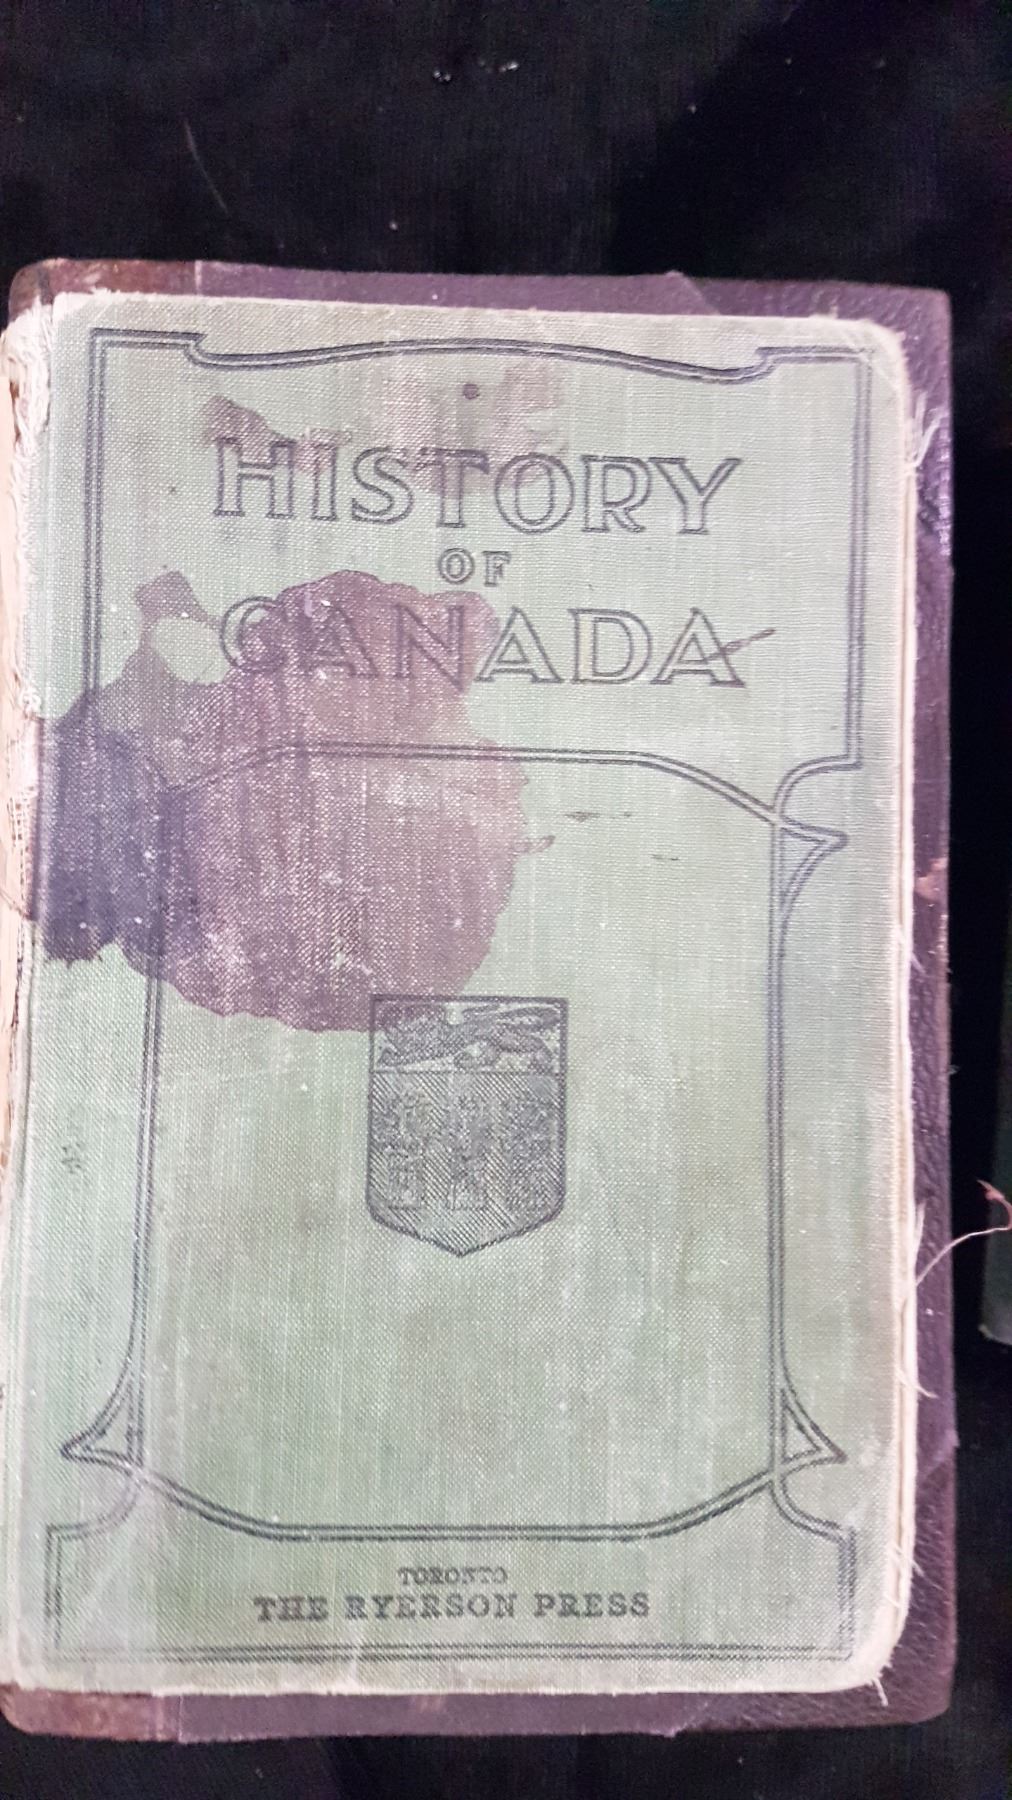 HISTORY
OF
CANADA
TORONTO
THE RYERSON PRESS